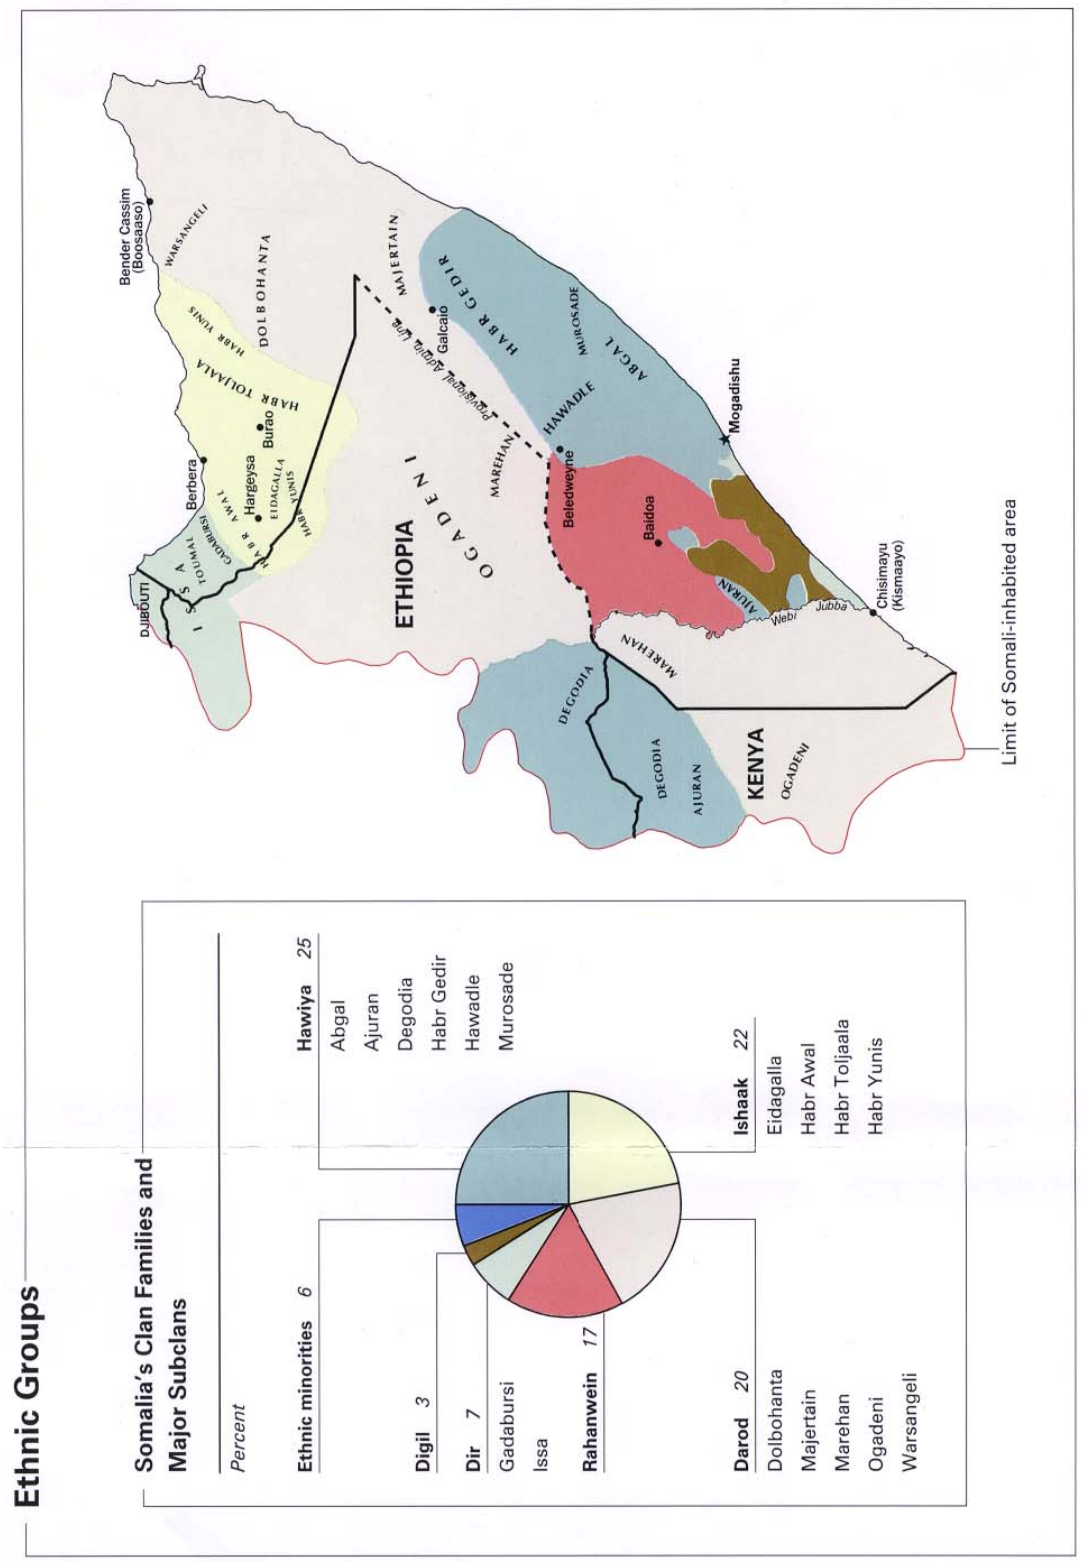 Ethnic Groups
Somalia's Clan Families and
Major Subclans
Percent
Ethnic minorities 6
Digil 3
Dir 7
Gadabursi
Issa
Rahanwein 17
Darod 20
Dolbohanta
Majertain
Marehan
Ogadeni
Warsangeli
Hawiya 25
Abgal
Ajuran
Degodia
Habr Gedir
Hawadle
Murosade
Ishaak 22
Eidagalla
Habr Awal
Habr Toljaala
Habr Yunis
DJIBOUTI
ISSA
TOUMAL
GADABURSI
HABR AWAL
Berbera
Hargeysa
EIDAGALLA
HABR YUNIS
Burao
HABR TOLJAALA
HABR YUNIS
Bender Cassim
(Boosaaso)
WARSANGELI
DOLBOHANTA
MAJERTAIN
ETHIOPIA
OGADENI
MAREHAN
Provisional Admin Line
Galcaio
HABR GEDIR
HAWADLE
MUROSADE
ABGAL
Beledweyne
Baidoa
Mogadishu
DEGODIA
DEGODIA
AJURAN
MAREHAN
AJURAN
Webi
Jubba
Chisimayu
(Kismaayo)
KENYA
OGADENI
Limit of Somali-inhabited area